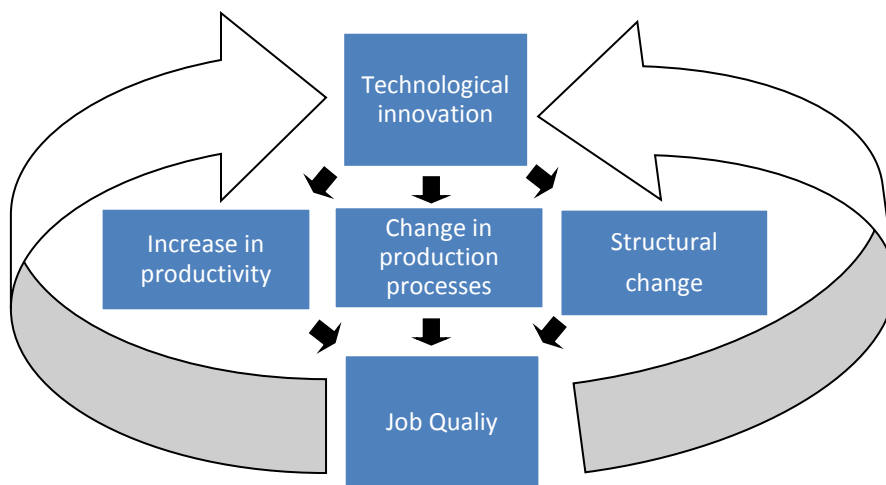 Technological
innovation
Increase in
productivity
Change in
production
processes
Structural
change
Job Qualiy